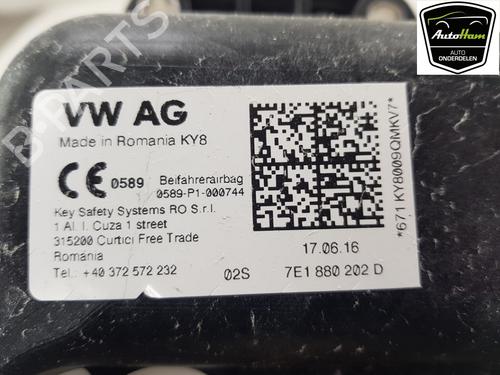 AutoHam
AUTO
ONDERDELEN
B-PARTS
VW AG
Made in Romania KY8
CE 0589 Beifahrerairbag
0589-P1-000744
Key Safety Systems RO S.r.l.
1 Al. I. Cuza 1 street
315200 Curtici Free Trade
Romania
Tel.: +40 372 572 232
17.06.16
02S 7E1 880 202 D
*671 KY8009QMKV7*